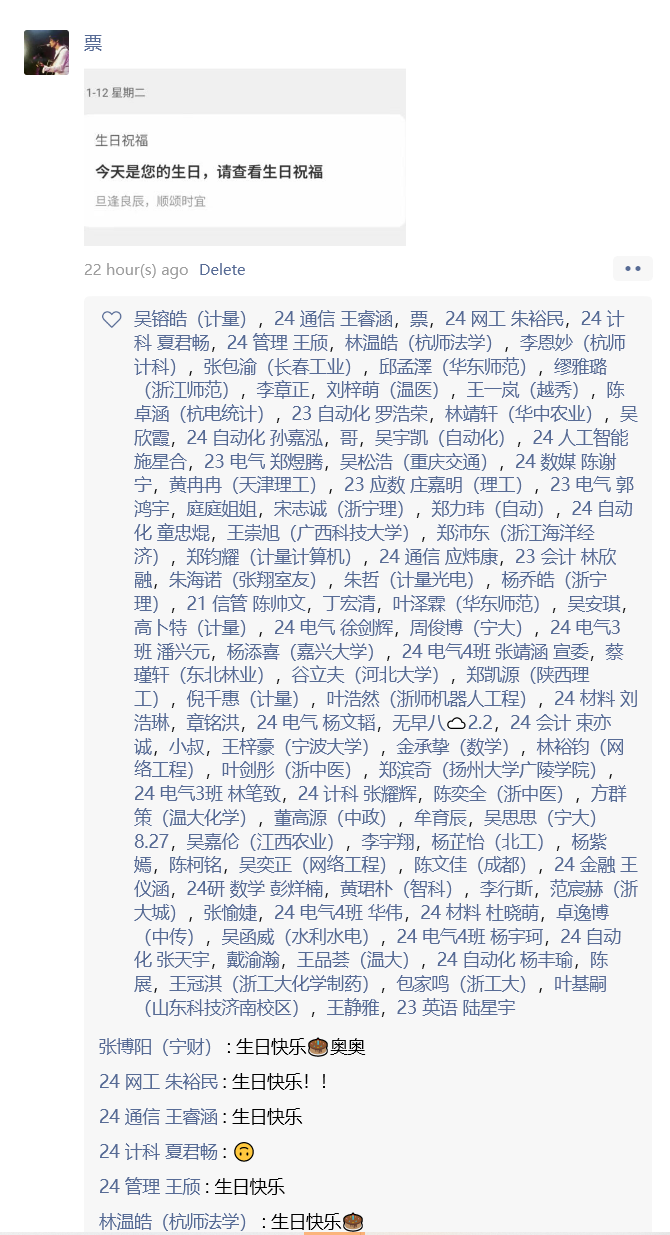 票
1-12 星期二
生日祝福
今天是您的生日，请查看生日祝福
旦逢良辰，顺颂时宜
22 hour(s) ago Delete
吴镕皓（计量），24 通信 王睿涵，票，24 网工 朱裕民，24 计
科 夏君畅，24 管理 王颀，林温皓（杭师法学），李恩妙（杭师
计科），张包渝（长春工业），邱孟澤（华东师范），缪雅璐
（浙江师范），李章正，刘梓萌（温医），王一岚（越秀），陈
卓涵（杭电统计），23 自动化 罗浩荣，林靖轩（华中农业），吴
欣霞，24 自动化 孙嘉泓，哥，吴宇凯（自动化），24 人工智能
施星合，23 电气 郑煜腾，吴松浩（重庆交通），24 数媒 陈谢
宁，黄冉冉（天津理工），23 应数 庄嘉明（理工），23 电气 郭
鸿宇，庭庭姐姐，宋志诚（浙宁理），郑力玮（自动），24 自动
化 童忠焜，王崇旭（广西科技大学），郑沛东（浙江海洋经
济），郑钧耀（计量计算机），24 通信 应炜康，23 会计 林欣
融，朱海诺（张翔室友），朱哲（计量光电），杨乔皓（浙宁
理），21 信管 陈帅文，丁宏清，叶泽霖（华东师范），吴安琪，
高卜特（计量），24 电气 徐剑辉，周俊博（宁大），24 电气3
班 潘兴元，杨添喜（嘉兴大学），24 电气4班 张靖涵 宣委，蔡
瑾轩（东北林业），谷立夫（河北大学），郑凯源（陕西理
工），倪千惠（计量），叶浩然（浙师机器人工程），24 材料 刘
浩琳，章铭洪，24 电气 杨文韬，无早八☁2.2，24 会计 束亦
诚，小叔，王梓豪（宁波大学），金承挚（数学），林裕钧（网
络工程），叶剑彤（浙中医），郑滨奇（扬州大学广陵学院），
24 电气3班 林笔致，24 计科 张耀辉，陈奕全（浙中医），方群
策（温大化学），董高源（中政），牟育辰，吴思思（宁大）
8.27，吴嘉伦（江西农业），李宇翔，杨芷怡（北工），杨紫
嫣，陈柯铭，吴奕正（网络工程），陈文佳（成都），24 金融 王
仪涵，24研 数学 彭烊楠，黄珺朴（智科），李行斯，范宸赫（浙
大城），张愉婕，24 电气4班 华伟，24 材料 杜晓萌，卓逸博
（中传），吴函威（水利水电），24 电气4班 杨宇珂，24 自动
化 张天宇，戴渝瀚，王品荟（温大），24 自动化 杨丰瑜，陈
展，王冠淇（浙工大化学制药），包家鸣（浙工大），叶基嗣
（山东科技济南校区），王静雅，23 英语 陆星宇
张博阳（宁财）：生日快乐🎂奥奥
24 网工 朱裕民：生日快乐！！
24 通信 王睿涵：生日快乐
24 计科 夏君畅：🙃
24 管理 王颀：生日快乐
林温皓（杭师法学）：生日快乐🎂